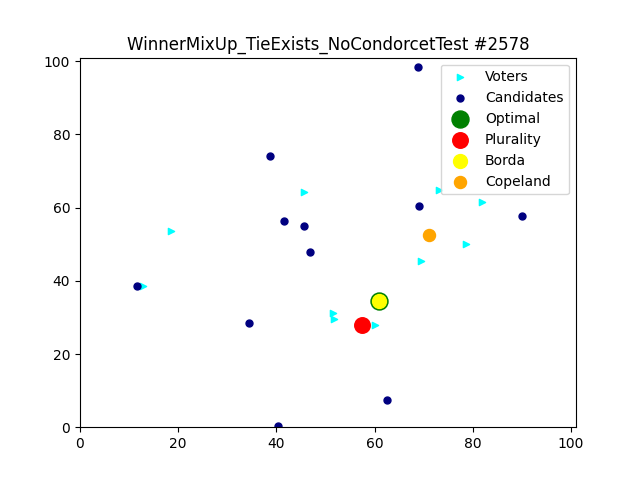 WinnerMixUp_TieExists_NoCondorcetTest #2578
Voters
Candidates
Optimal
Plurality
Borda
Copeland
100
80
60
40
20
0
0 20 40 60 80 100